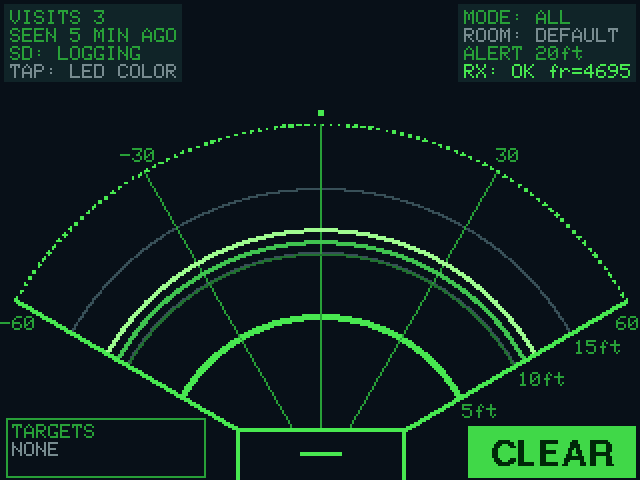 VISITS 3
SEEN 5 MIN AGO
SD: LOGGING
TAP: LED COLOR
MODE: ALL
ROOM: DEFAULT
ALERT 20ft
RX: OK fr=4695
-30
30
-60
60
15ft
10ft
5ft
TARGETS
NONE
CLEAR